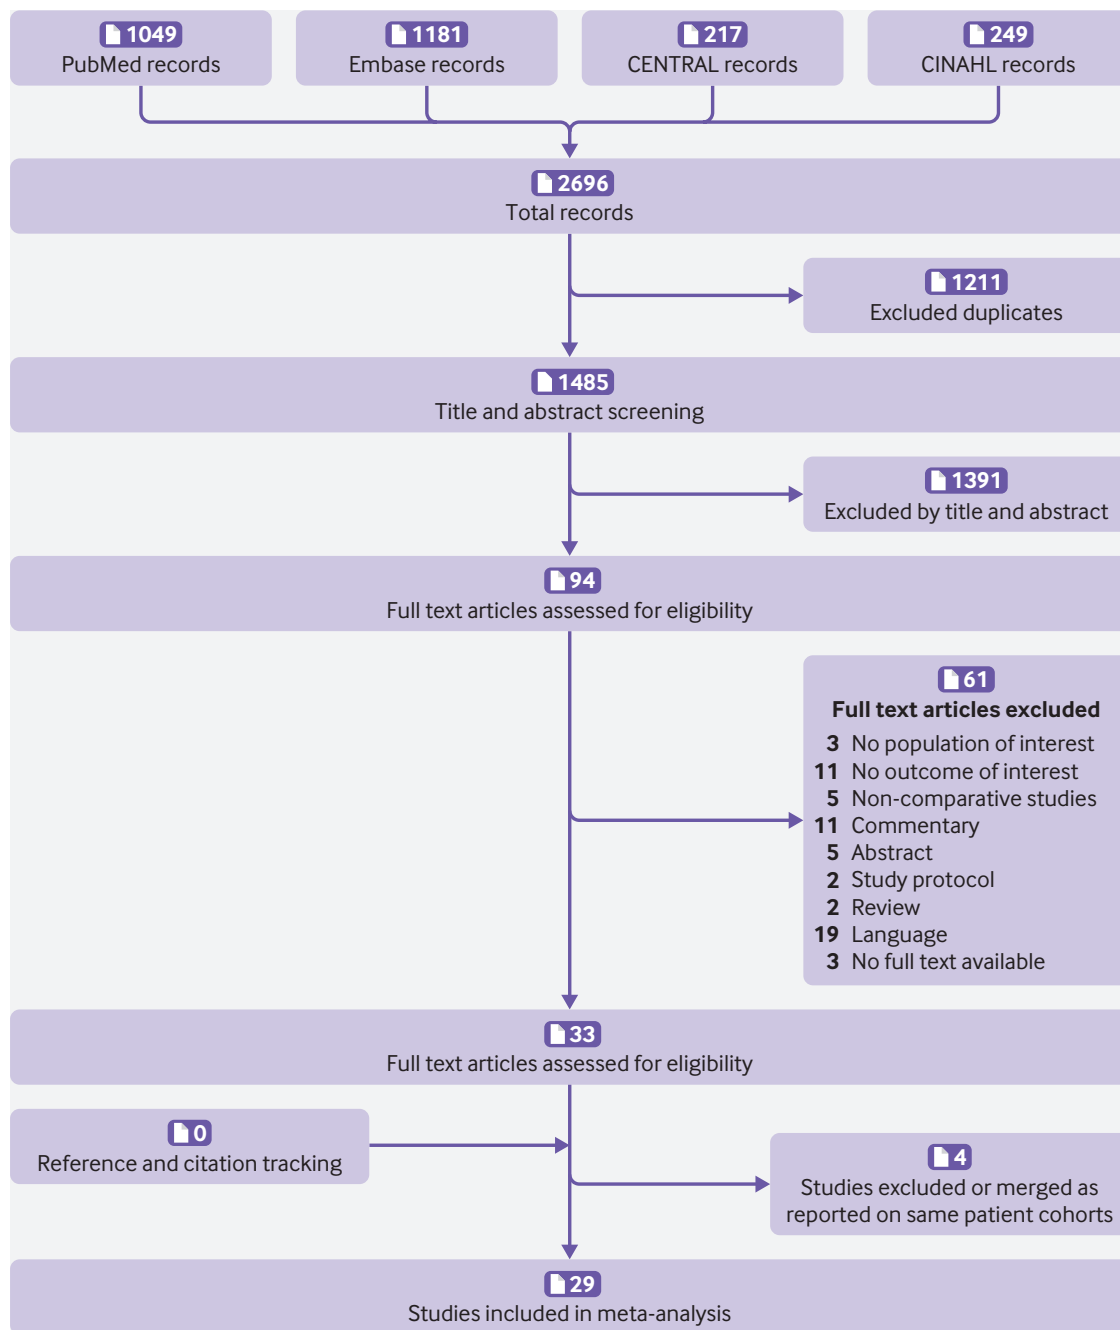 1049
PubMed records
1181
Embase records
217
CENTRAL records
249
CINAHL records
2696
Total records
1211
Excluded duplicates
1485
Title and abstract screening
1391
Excluded by title and abstract
94
Full text articles assessed for eligibility
61
Full text articles excluded
3 No population of interest
11 No outcome of interest
5 Non-comparative studies
11 Commentary
5 Abstract
2 Study protocol
2 Review
19 Language
3 No full text available
33
Full text articles assessed for eligibility
0
Reference and citation tracking
4
Studies excluded or merged as
reported on same patient cohorts
29
Studies included in meta-analysis